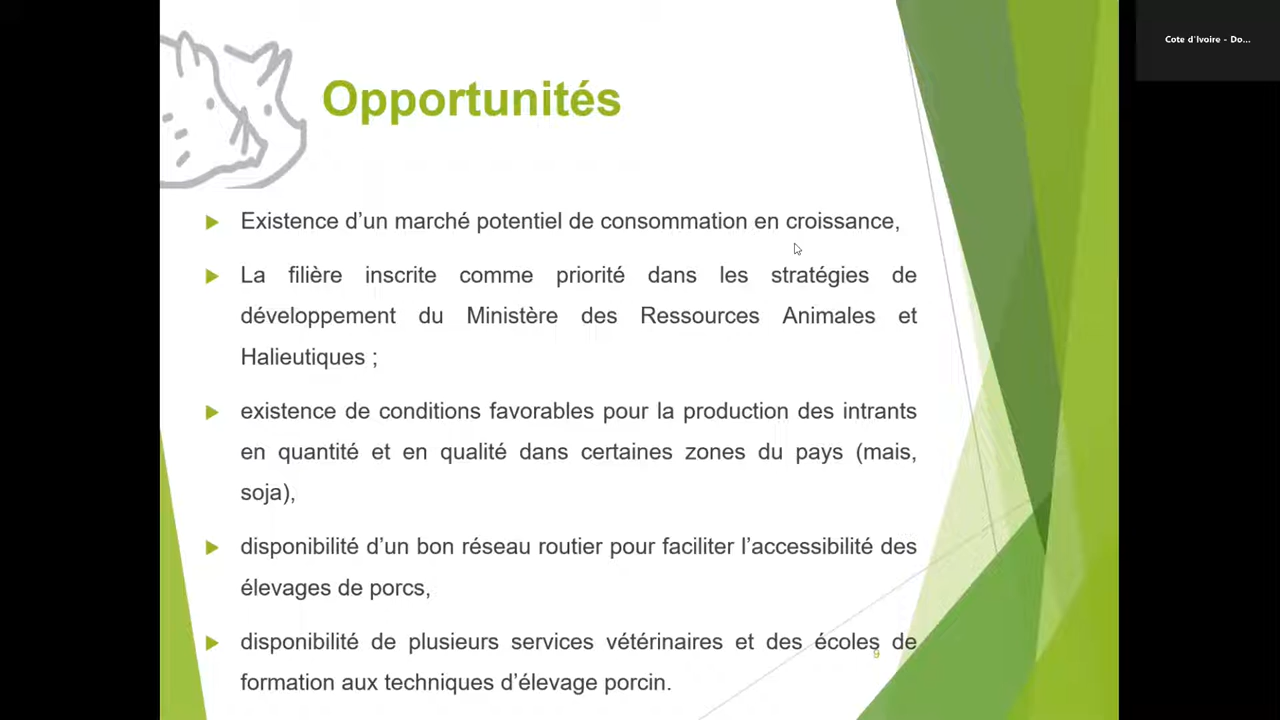 Cote d'Ivoire - Do...
Opportunités
Existence d’un marché potentiel de consommation en croissance,
La filière inscrite comme priorité dans les stratégies de
développement du Ministère des Ressources Animales et
Halieutiques ;
existence de conditions favorables pour la production des intrants
en quantité et en qualité dans certaines zones du pays (mais,
soja),
disponibilité d’un bon réseau routier pour faciliter l’accessibilité des
élevages de porcs,
disponibilité de plusieurs services vétérinaires et des écoles de
formation aux techniques d’élevage porcin.
9